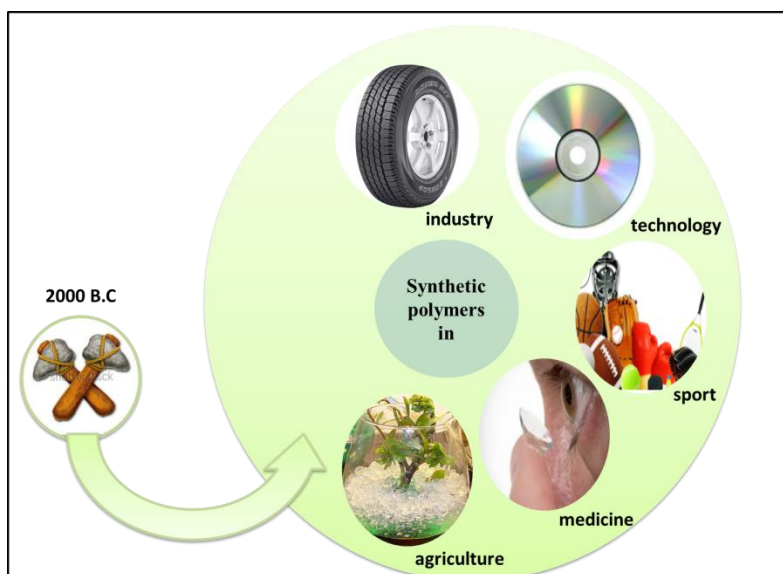 industry
technology
Synthetic
polymers
in
2000 B.C
sport
medicine
agriculture